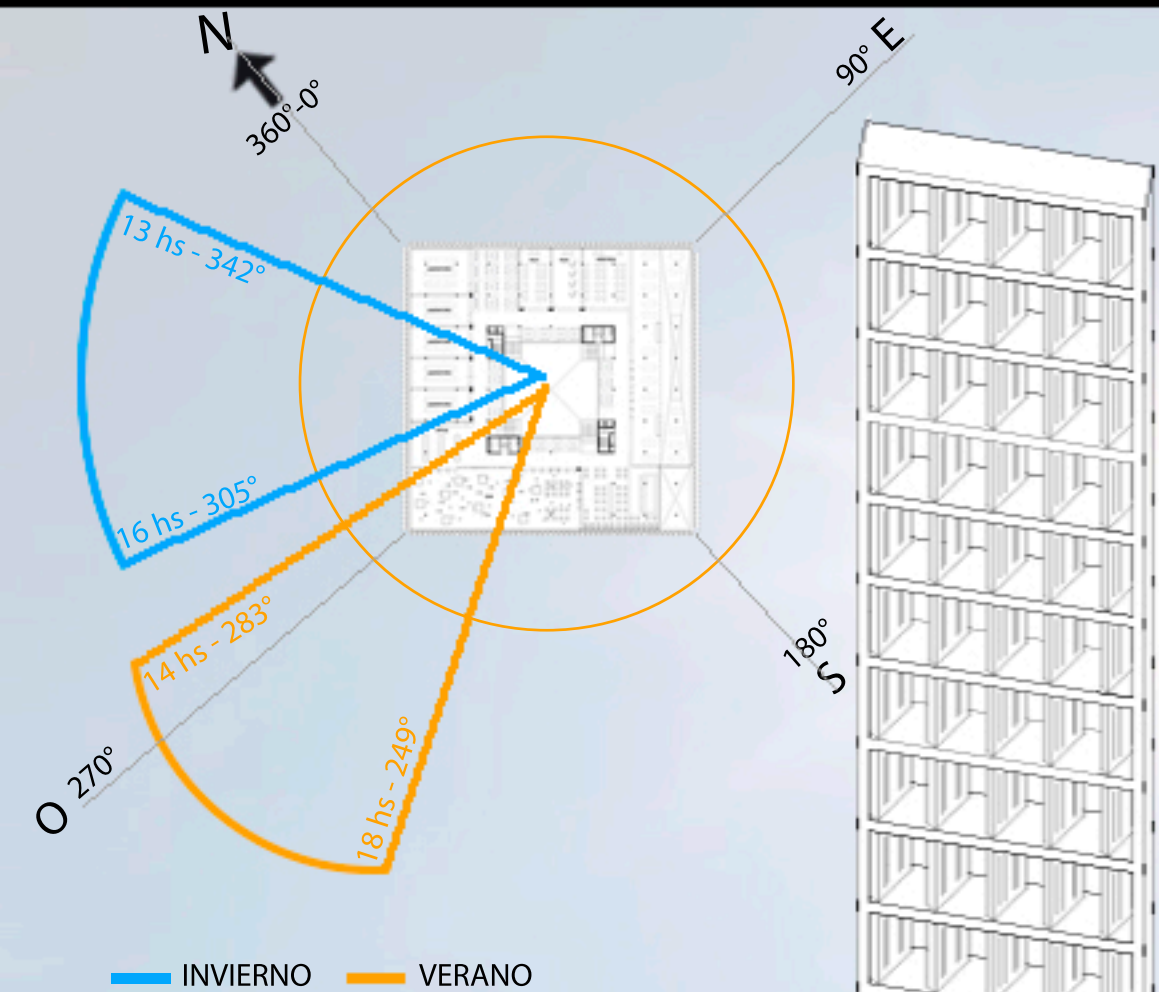 N
360°-0°
90° E
13 hs - 342°
16 hs - 305°
14 hs - 283°
18 hs - 249°
180°
S
270°
O
INVIERNO
VERANO